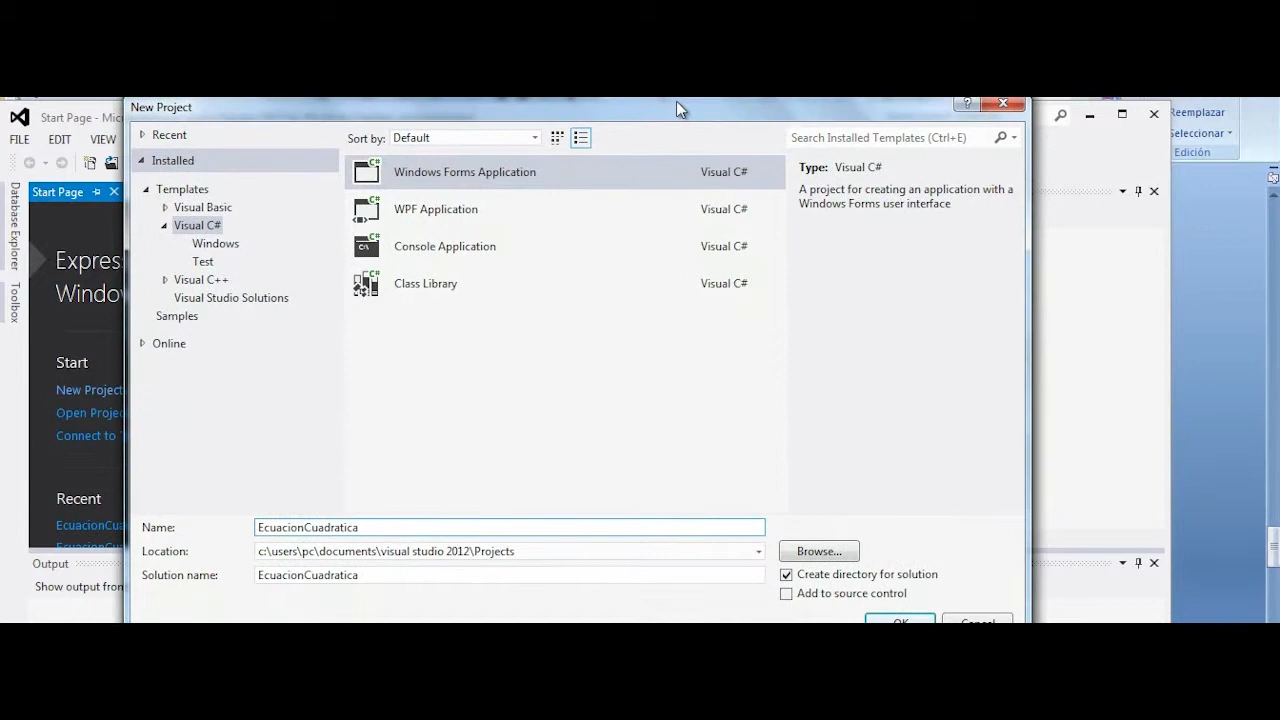 New Project
?
Start Page - Mic
FILE EDIT VIEW
Reemplazar
Seleccionar
Edición
Database Explorer
Toolbox
Start Page
Express
Window
Start
New Project
Open Projec
Connect to T
Recent
EcuacionCua
EcuacionCua
Output
Show output from
Recent
Installed
Templates
Visual Basic
Visual C#
Windows
Test
Visual C++
Visual Studio Solutions
Samples
Online
Sort by: Default
Search Installed Templates (Ctrl+E)
Windows Forms Application Visual C#
WPF Application Visual C#
Console Application Visual C#
Class Library Visual C#
Type: Visual C#
A project for creating an application with a
Windows Forms user interface
Name: EcuacionCuadratica
Location: c:\users\pc\documents\visual studio 2012\Projects
Browse...
Solution name: EcuacionCuadratica
Create directory for solution
Add to source control
OK Cancel